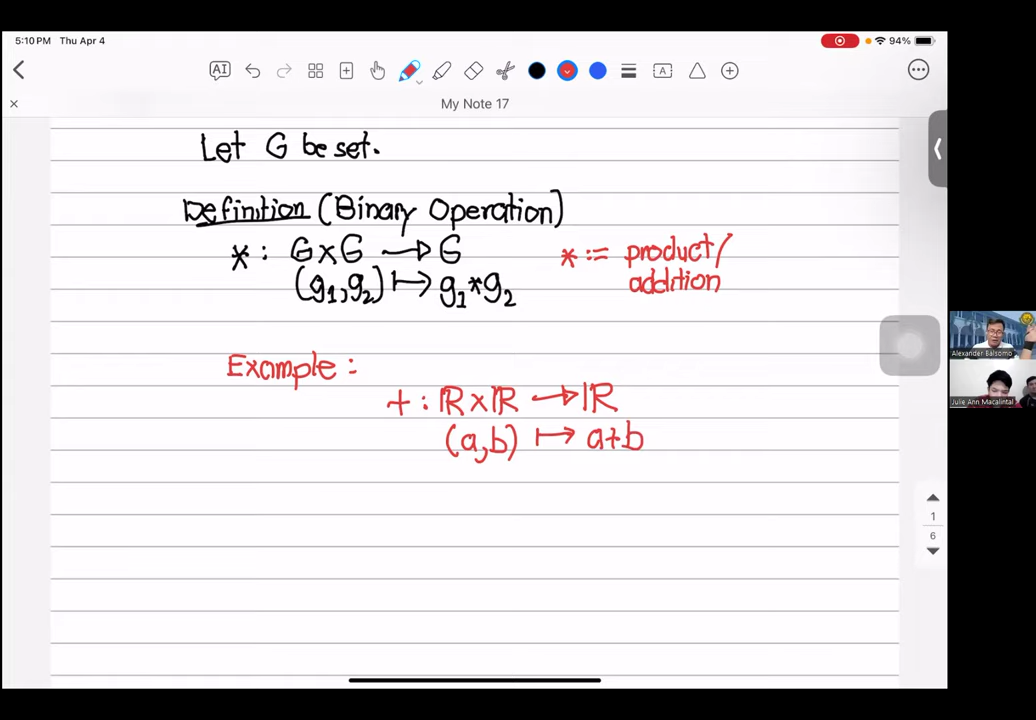 5:10 PM Thu Apr 4
94%
AI
A
My Note 17
Let G be set.
Definition (Binary Operation)
* : G×G → G
(g₁,g₂) ↦ g₁*g₂
* := product/
addition
Example :
+ : ℝ×ℝ → ℝ
(a,b) ↦ a+b
1
6
Alexander Balsomo
Julie Ann Macalintal